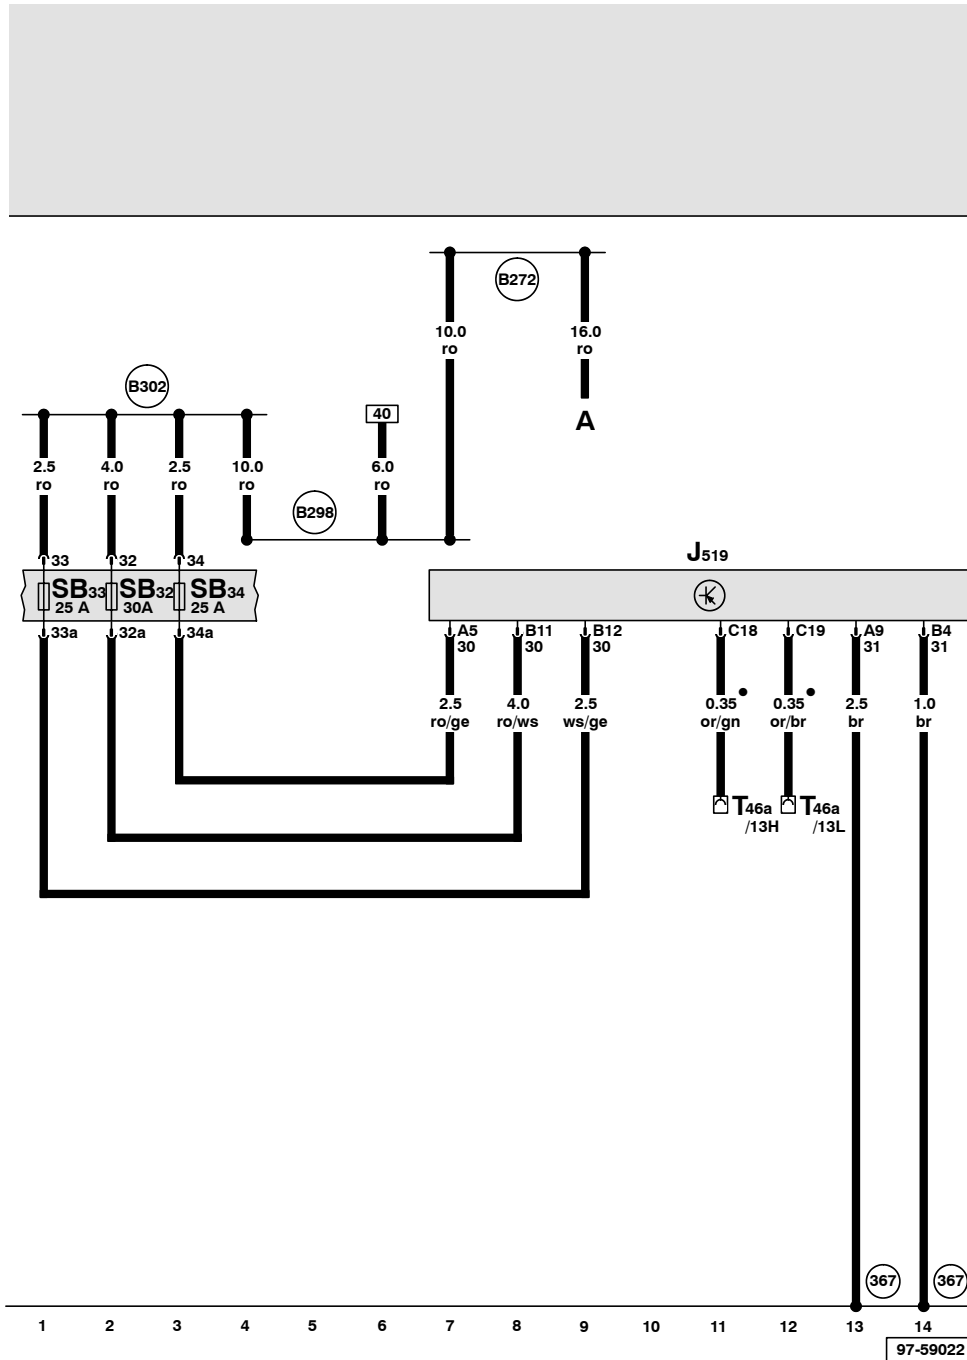 B272
10.0 16.0
ro ro
B302
40
A
2.5 4.0 2.5 10.0 6.0
ro ro ro ro ro
B298
33 32 34
J519
SB33 SB32 SB34
25 A 30A 25 A
33a 32a 34a
A5 B11 B12 C18 C19 A9 B4
30 30 30 31 31
2.5 4.0 2.5 0.35 0.35 2.5 1.0
ro/ge ro/ws ws/ge or/gn or/br br br
T46a T46a
/13H /13L
367 367
1 2 3 4 5 6 7 8 9 10 11 12 13 14
97-59022